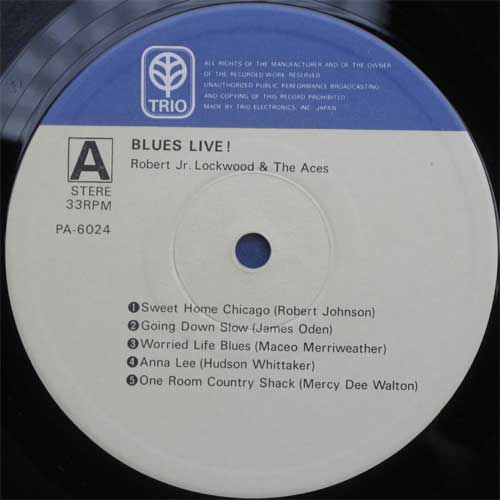 TRIO
ALL RIGHTS OF THE MANUFACTURER AND OF THE OWNER
OF THE RECORDED WORK RESERVED
UNAUTHORIZED PUBLIC PERFORMANCE BROADCASTING
AND COPYING OF THIS RECORD PROHIBITED
MADE BY TRIO ELECTRONICS, INC. JAPAN
A
STERE
33RPM
PA-6024
BLUES LIVE!
Robert Jr. Lockwood & The Aces
❶Sweet Home Chicago (Robert Johnson)
❷Going Down Slow (James Oden)
❸Worried Life Blues (Maceo Merriweather)
❹Anna Lee (Hudson Whittaker)
❺One Room Country Shack (Mercy Dee Walton)